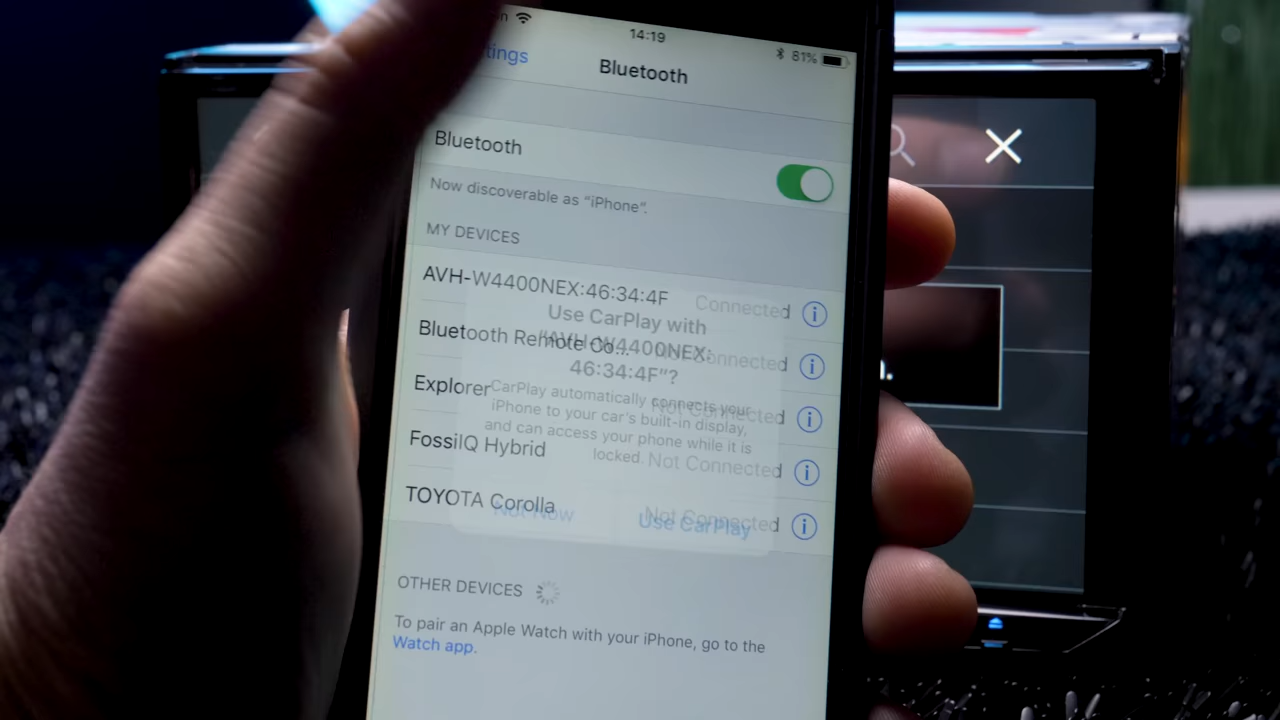 14:19
81%
tings
Bluetooth
Bluetooth
Now discoverable as “iPhone”.
MY DEVICES
AVH-W4400NEX:46:34:4F Connected
Use CarPlay with
Bluetooth Remote Co... Not Connected
“AVH-W4400NEX:
46:34:4F”?
Explorer Not Connected
CarPlay automatically connects your
iPhone to your car's built-in display,
and can access your phone while it is
locked.
FossilQ Hybrid Not Connected
TOYOTA Corolla Not Connected
Not Now Use CarPlay
OTHER DEVICES
To pair an Apple Watch with your iPhone, go to the
Watch app.